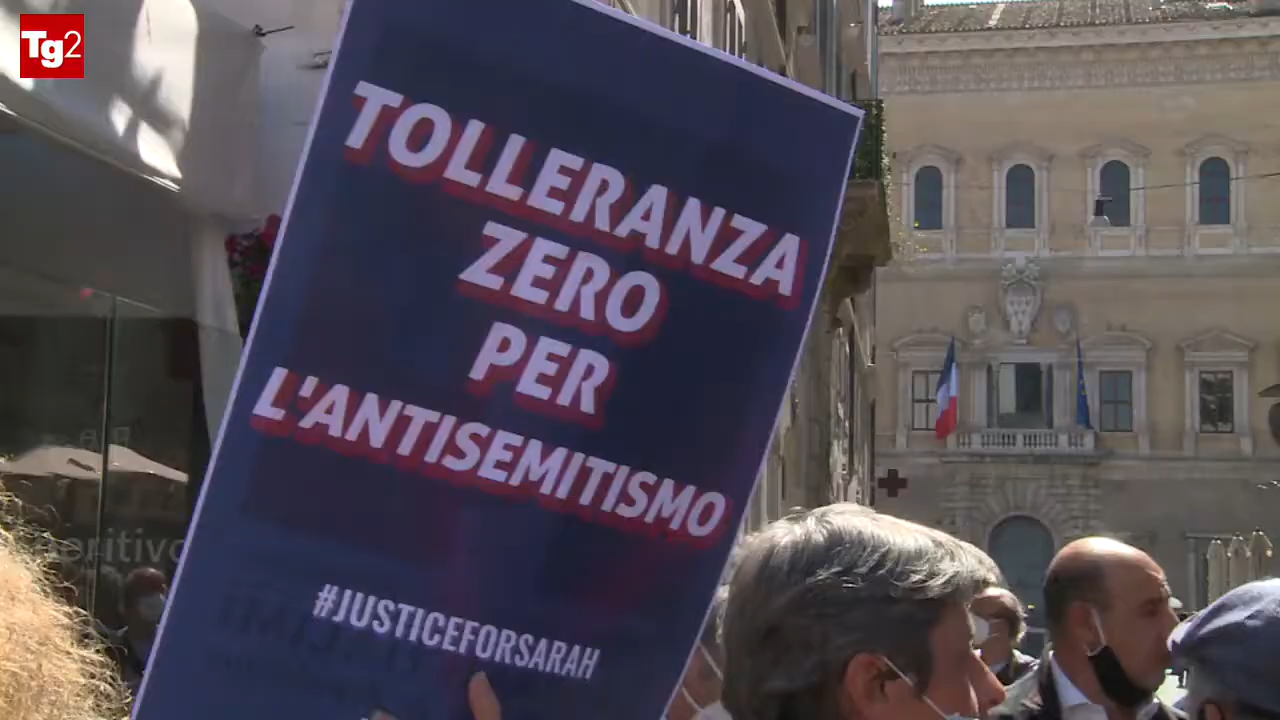 Tg2
TOLLERANZA
ZERO
PER
L'ANTISEMITISMO
#JUSTICEFORSARAH